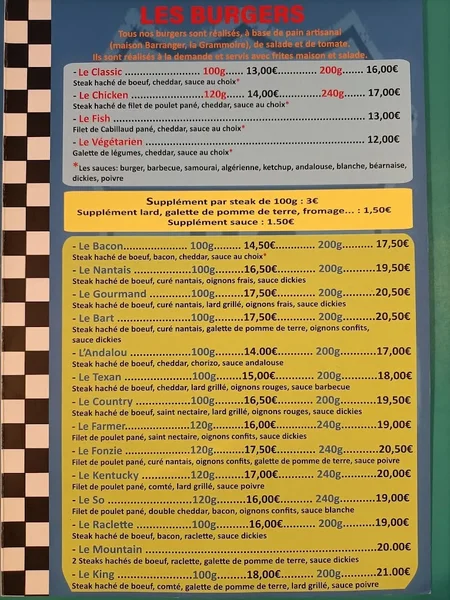 LES BURGERS
Tous nos burgers sont réalisés, à base de pain artisanal
(maison Barranger, la Grammoire), de salade et de tomate.
Ils sont réalisés à la demande et servis avec frites maison et salade.
- Le Classic ........................ 100g..... 13,00€................. 200g.......... 16,00€
Steak haché de boeuf, cheddar, sauce au choix*
- Le Chicken ........................120g..... 14,00€................. 240g.......... 17,00€
Steak haché de filet de poulet pané, cheddar, sauce au choix*
- Le Fish ............................................................................ 13,00€
Filet de Cabillaud pané, cheddar, sauce au choix*
- Le Végétarien .................................................................. 12,00€
Galette de légumes, cheddar, sauce au choix*
*Les sauces: burger, barbecue, samourai, algérienne, ketchup, andalouse, blanche, béarnaise,
dickies, poivre
Supplément par steak de 100g : 3€
Supplément lard, galette de pomme de terre, fromage... : 1,50€
Supplément sauce : 1.50€
- Le Bacon................100g......... 14,50€................ 200g......... 17,50€
Steak haché de boeuf, bacon, cheddar, sauce au choix*
- Le Nantais ..............100g.........16,50€................ 200g.........19,50€
Steak haché de boeuf, curé nantais, oignons frais, sauce dickies
- Le Gourmand .........100g.........17,50€................ 200g.........20,50€
Steak haché de boeuf, curé nantais, lard grillé, oignons frais, sauce dickies
- Le Bart ...................100g.........17,50€................ 200g.........20,50€
Steak haché de boeuf, curé nantais, galette de pomme de terre, oignons confits,
sauce dickies
- L'Andalou ..............100g.........14.00€................ 200g.........17,00€
Steak haché de boeuf, cheddar, chorizo, sauce andalouse
- Le Texan ................100g.........15,00€................ 200g.........18,00€
Steak haché de boeuf, cheddar, lard grillé, oignons rouges, sauce barbecue
- Le Country .............100g.........16,50€................ 200g.........19,50€
Steak haché de boeuf, saint nectaire, lard grillé, oignons rouges, sauce dickies
- Le Farmer...............120g.........16,00€................ 240g.........19,00€
Filet de poulet pané, saint nectaire, oignons confits, sauce dickies
- Le Fonzie ...............120g.........17,50€................ 240g.........20,50€
Filet de poulet pané, curé nantais, oignons confits, galette de pomme de terre, sauce poivre
- Le Kentucky ...........120g.........17,00€................ 240g.........20,00€
Filet de poulet pané, comté, lard grillé, sauce poivre
- Le So ......................120g.........16,00€................ 240g.........19,00€
Filet de poulet pané, double cheddar, bacon, oignons confits, sauce blanche
- Le Raclette .............100g.........16,00€................ 200g.........19,00€
Steak haché de boeuf, bacon, raclette, sauce dickies
- Le Mountain .................................................................20.00€
2 Steaks hachés de boeuf, raclette, galette de pommes de terre, sauce dickies
- Le King ..................100g.........18,00€................ 200g.........21.00€
Steak haché de boeuf, comté, galette de pomme de terre, lard grillé, sauce poivre